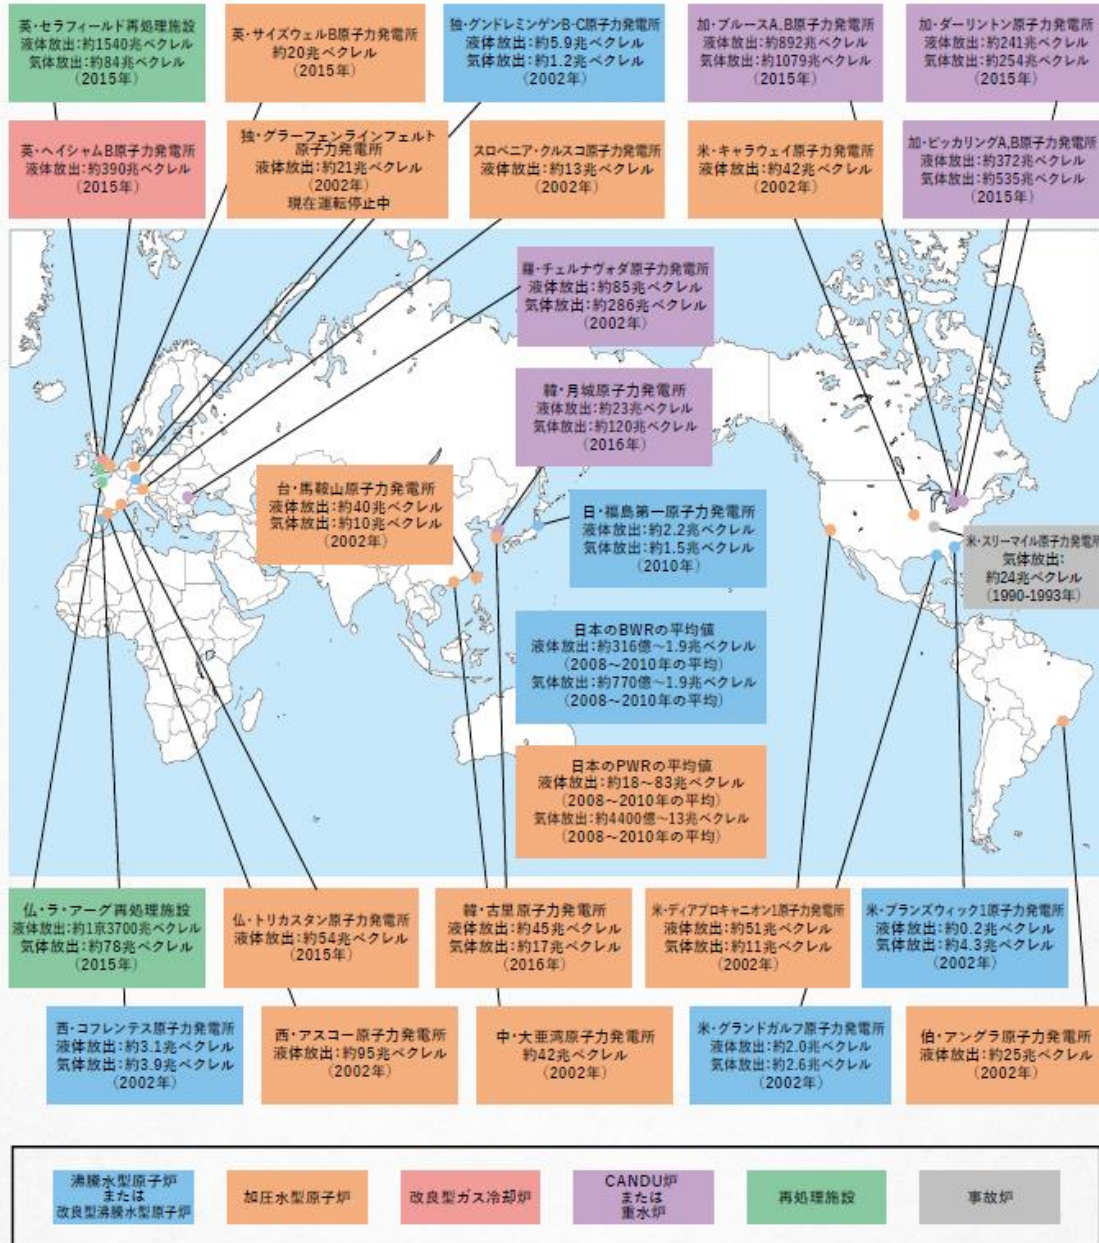 英・セラフィールド再処理施設
液体放出:約1540兆ベクレル
気体放出:約84兆ベクレル
(2015年)
英・サイズウェルB原子力発電所
約20兆ベクレル
(2015年)
独・グンドレミンゲンB-C原子力発電所
液体放出:約5.9兆ベクレル
気体放出:約1.2兆ベクレル
(2002年)
加・ブルースA,B原子力発電所
液体放出:約892兆ベクレル
気体放出:約1079兆ベクレル
(2015年)
加・ダーリントン原子力発電所
液体放出:約241兆ベクレル
気体放出:約254兆ベクレル
(2015年)
英・ヘイシャムB原子力発電所
液体放出:約390兆ベクレル
(2015年)
独・グラーフェンラインフェルト
原子力発電所
液体放出:約21兆ベクレル
(2002年)
現在運転停止中
スロベニア・クルスコ原子力発電所
液体放出:約13兆ベクレル
(2002年)
米・キャラウェイ原子力発電所
液体放出:約42兆ベクレル
(2002年)
加・ピッカリングA,B原子力発電所
液体放出:約372兆ベクレル
気体放出:約535兆ベクレル
(2015年)
羅・チェルナヴォダ原子力発電所
液体放出:約85兆ベクレル
気体放出:約286兆ベクレル
(2002年)
韓・月城原子力発電所
液体放出:約23兆ベクレル
気体放出:約120兆ベクレル
(2016年)
台・馬鞍山原子力発電所
液体放出:約40兆ベクレル
気体放出:約10兆ベクレル
(2002年)
日・福島第一原子力発電所
液体放出:約2.2兆ベクレル
気体放出:約1.5兆ベクレル
(2010年)
米・スリーマイル原子力発電所
気体放出:
約24兆ベクレル
(1990-1993年)
日本のBWRの平均値
液体放出:約316億~1.9兆ベクレル
(2008~2010年の平均)
気体放出:約770億~1.9兆ベクレル
(2008~2010年の平均)
日本のPWRの平均値
液体放出:約18~83兆ベクレル
(2008~2010年の平均)
気体放出:約4400億~13兆ベクレル
(2008~2010年の平均)
仏・ラ・アーグ再処理施設
液体放出:約1京3700兆ベクレル
気体放出:約78兆ベクレル
(2015年)
仏・トリカスタン原子力発電所
液体放出:約54兆ベクレル
(2015年)
韓・古里原子力発電所
液体放出:約45兆ベクレル
気体放出:約17兆ベクレル
(2016年)
米・ディアブロキャニオン1原子力発電所
液体放出:約51兆ベクレル
気体放出:約11兆ベクレル
(2002年)
米・ブランズウィック1原子力発電所
液体放出:約0.2兆ベクレル
気体放出:約4.3兆ベクレル
(2002年)
西・コフレンテス原子力発電所
液体放出:約3.1兆ベクレル
気体放出:約3.9兆ベクレル
(2002年)
西・アスコー原子力発電所
液体放出:約95兆ベクレル
(2002年)
中・大亜湾原子力発電所
約42兆ベクレル
(2002年)
米・グランドガルフ原子力発電所
液体放出:約2.0兆ベクレル
気体放出:約2.6兆ベクレル
(2002年)
伯・アングラ原子力発電所
液体放出:約25兆ベクレル
(2002年)
沸騰水型原子炉
または
改良型沸騰水型原子炉
加圧水型原子炉
改良型ガス冷却炉
CANDU炉
または
重水炉
再処理施設
事故炉